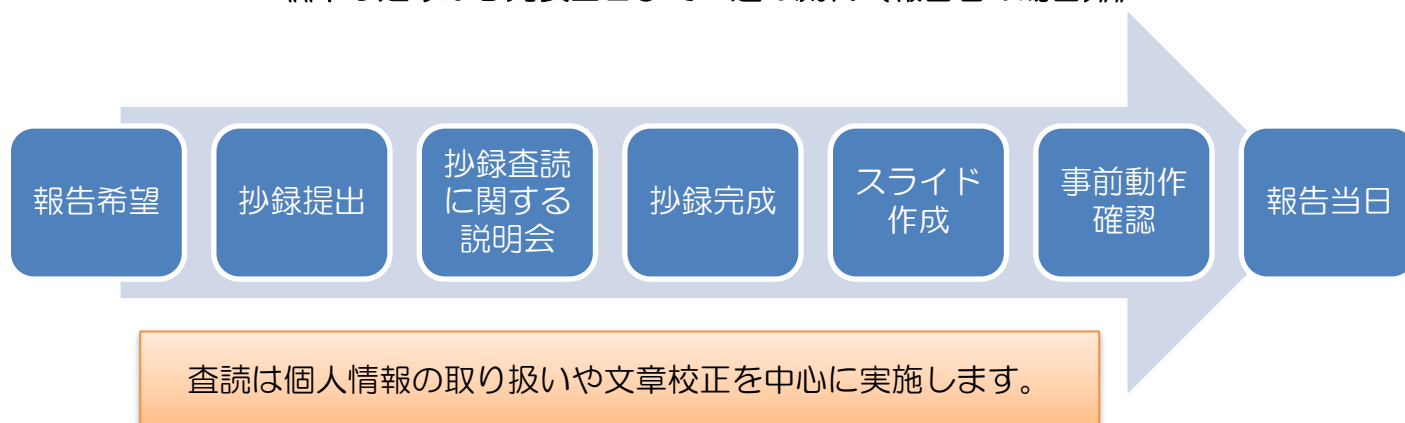 報告希望
抄録提出
抄録査読
に関する
説明会
抄録完成
スライド
作成
事前動作
確認
報告当日
査読は個人情報の取り扱いや文章校正を中心に実施します。